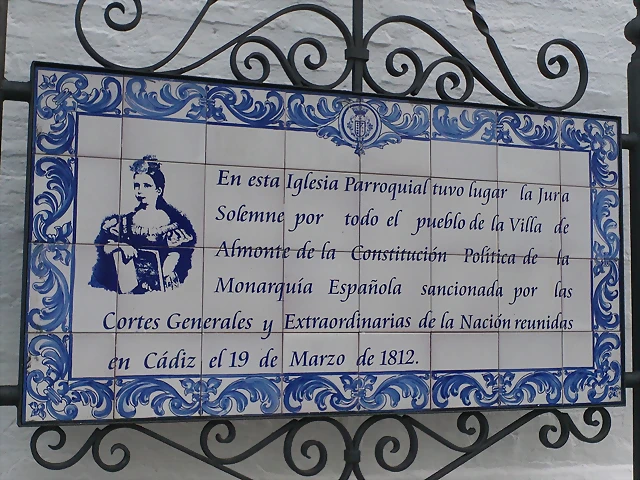 En esta Iglesia Parroquial tuvo lugar la Jura
Solemne por todo el pueblo de la Villa de
Almonte de la Constitución Política de la
Monarquía Española sancionada por las
Cortes Generales y Extraordinarias de la Nación reunidas
en Cádiz el 19 de Marzo de 1812.